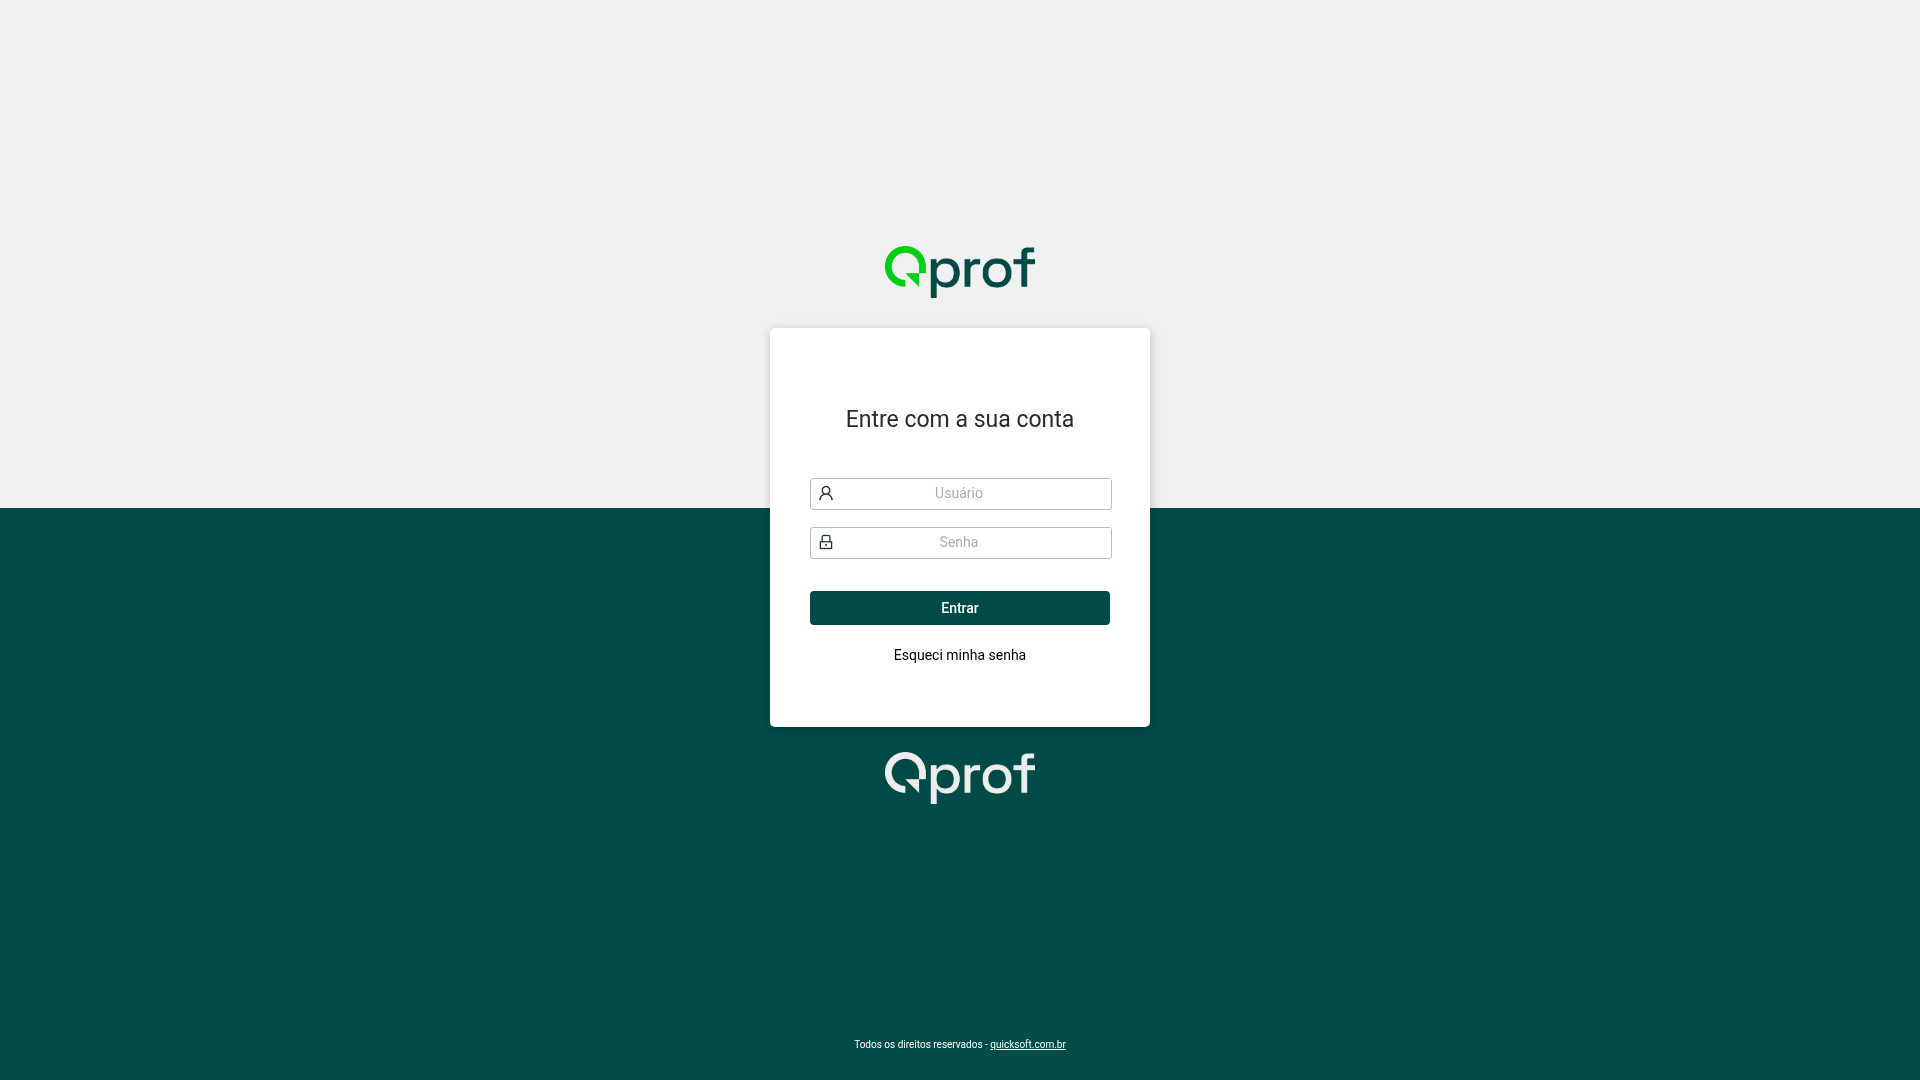 Qprof
Entre com a sua conta
Usuário
Senha
Entrar
Esqueci minha senha
Qprof
Todos os direitos reservados - quicksoft.com.br